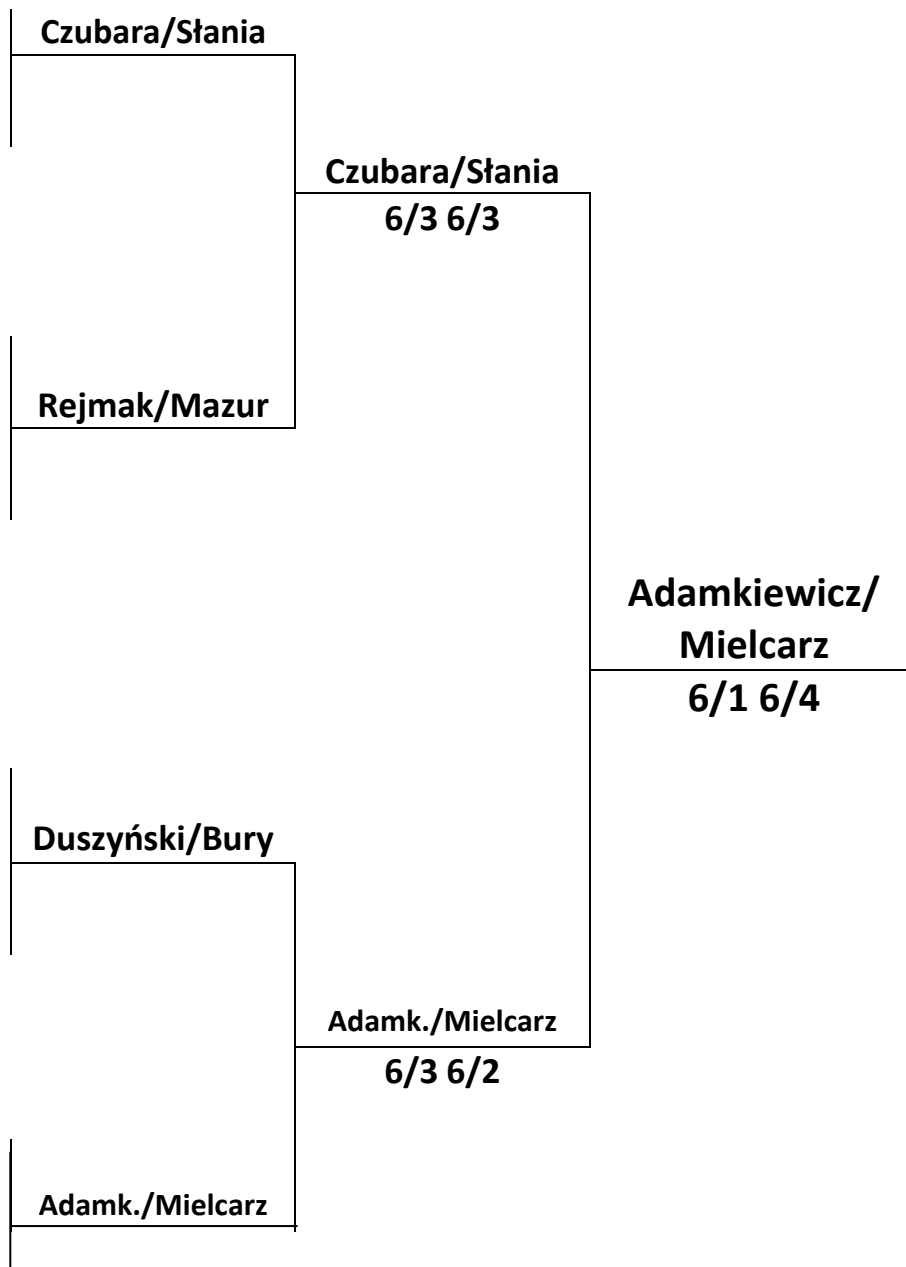 Czubara/Słania
Czubara/Słania
6/3 6/3
Rejmak/Mazur
Adamkiewicz/
Mielcarz
6/1 6/4
Duszyński/Bury
Adamk./Mielcarz
6/3 6/2
Adamk./Mielcarz